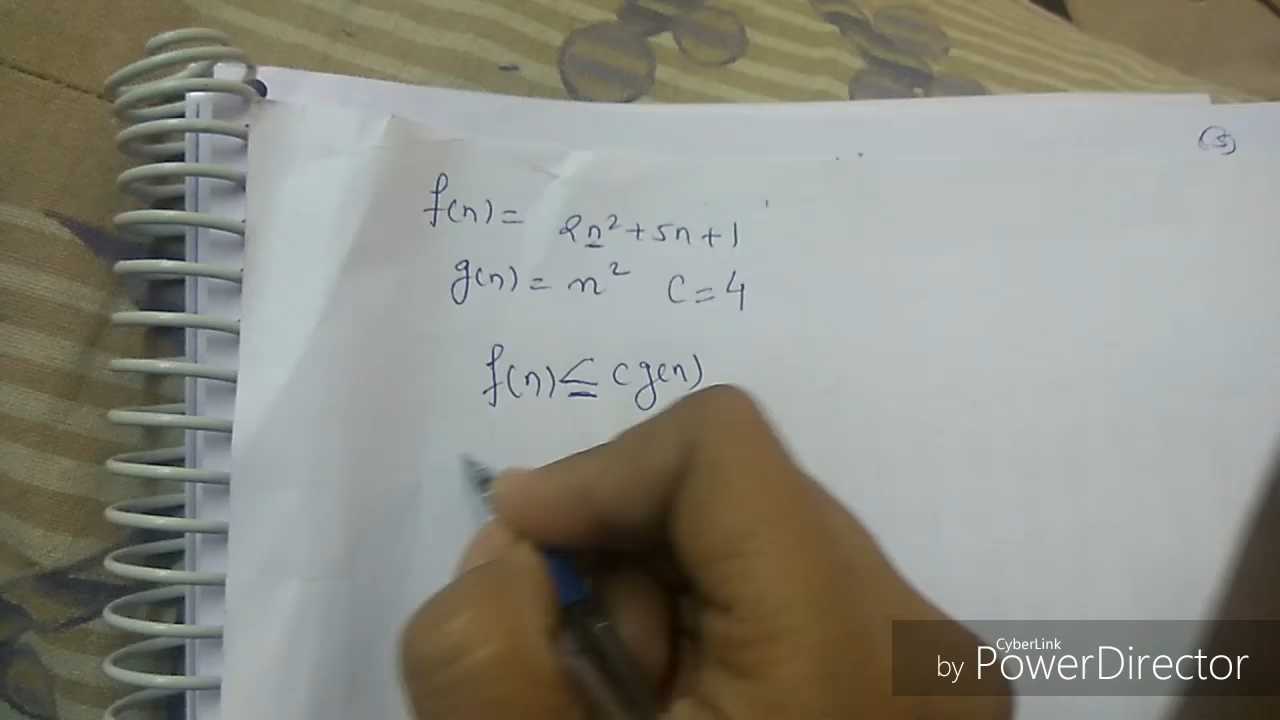 (5)
f(n) = 2n²+5n+1
g(n) = n² C=4
f(n) ≤ c g(n)
CyberLink
by PowerDirector